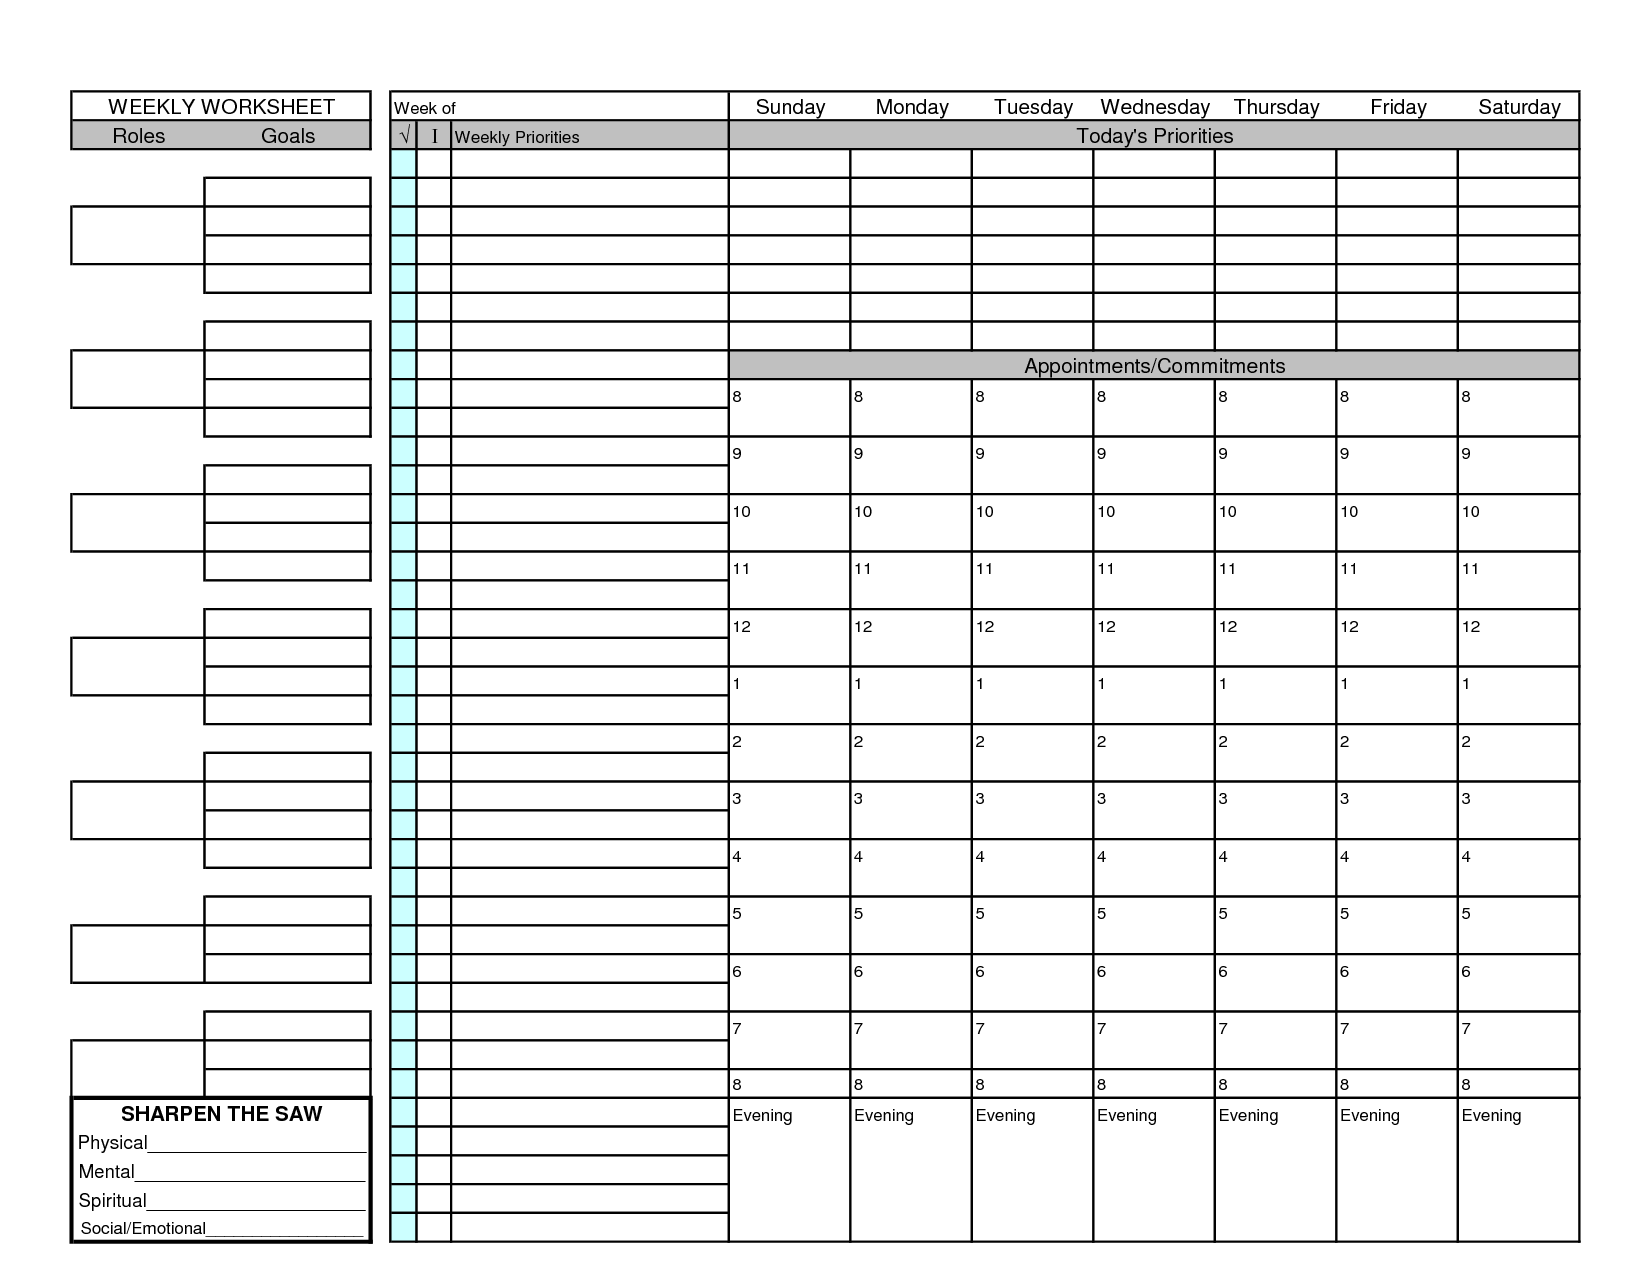 WEEKLY WORKSHEET
Roles Goals
Week of Sunday Monday Tuesday Wednesday Thursday Friday Saturday
√ I Weekly Priorities Today's Priorities
Appointments/Commitments
8 8 8 8 8 8 8
9 9 9 9 9 9 9
10 10 10 10 10 10 10
11 11 11 11 11 11 11
12 12 12 12 12 12 12
1 1 1 1 1 1 1
2 2 2 2 2 2 2
3 3 3 3 3 3 3
4 4 4 4 4 4 4
5 5 5 5 5 5 5
6 6 6 6 6 6 6
7 7 7 7 7 7 7
8 8 8 8 8 8 8
Evening Evening Evening Evening Evening Evening Evening
SHARPEN THE SAW
Physical
Mental
Spiritual
Social/Emotional